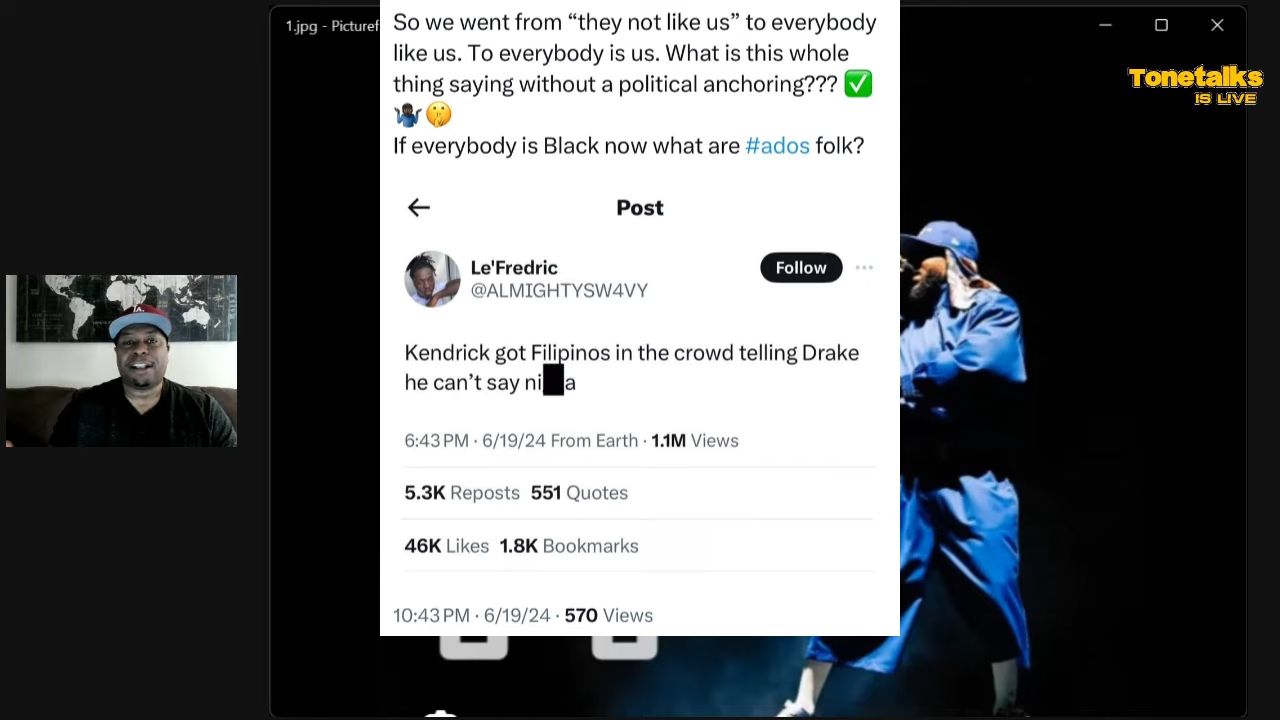 1.jpg - Picturef
So we went from “they not like us” to everybody
like us. To everybody is us. What is this whole
thing saying without a political anchoring??? ✅
🤷🏿‍♂️🤫
If everybody is Black now what are #ados folk?
Tonetalks
IS LIVE
←
Post
Le'Fredric
@ALMIGHTYSW4VY
Follow
Kendrick got Filipinos in the crowd telling Drake
he can’t say ni█a
6:43 PM · 6/19/24 From Earth · 1.1M Views
5.3K Reposts 551 Quotes
46K Likes 1.8K Bookmarks
10:43 PM · 6/19/24 · 570 Views